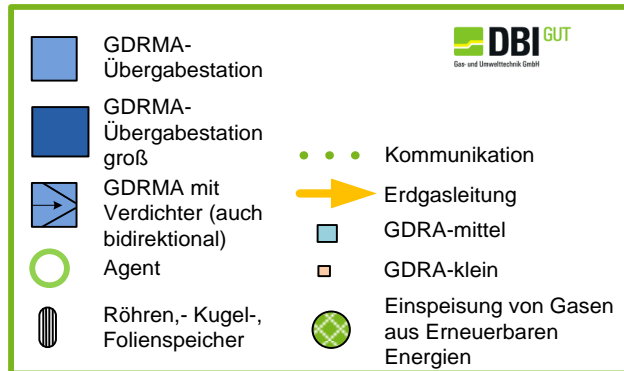 GDRMA-
Übergabestation
GDRMA-
Übergabestation
groß
GDRMA mit
Verdichter (auch
bidirektional)
Agent
Röhren,- Kugel-,
Folienspeicher
DBI GUT
Gas- und Umwelttechnik GmbH
Kommunikation
Erdgasleitung
GDRA-mittel
GDRA-klein
Einspeisung von Gasen
aus Erneuerbaren
Energien